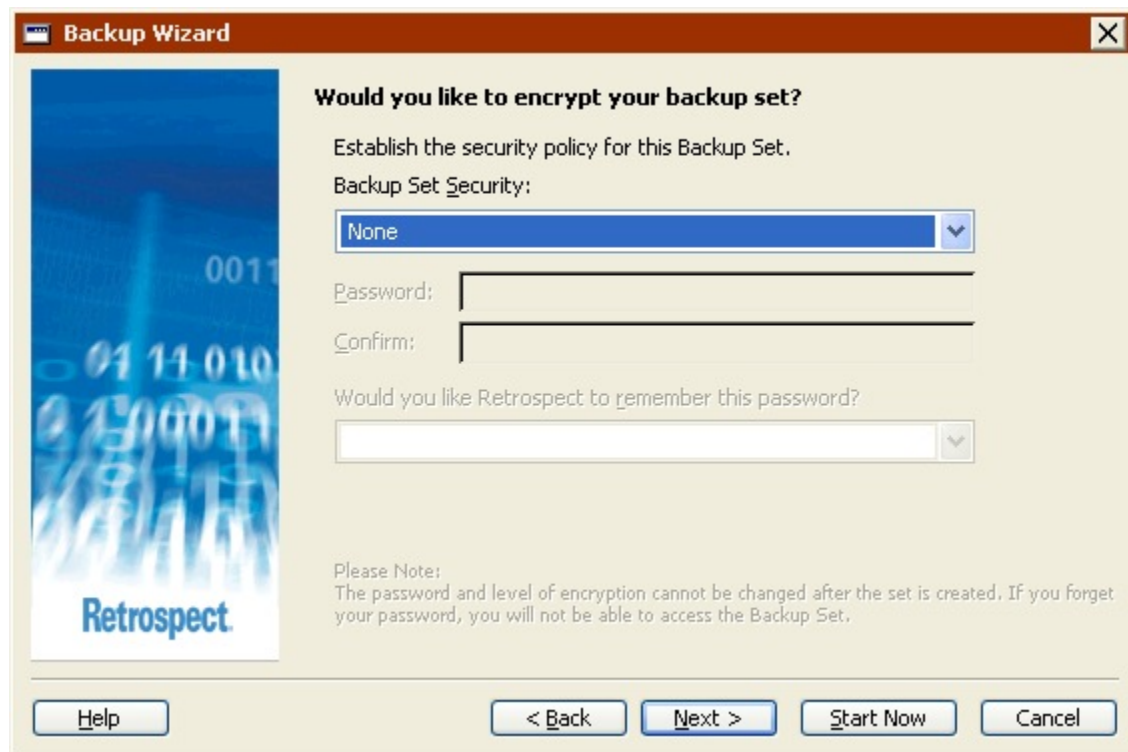 Backup Wizard
Would you like to encrypt your backup set?
Establish the security policy for this Backup Set.
Backup Set Security:
None
0011
Password:
Confirm:
01 11 010
Would you like Retrospect to remember this password?
Please Note:
The password and level of encryption cannot be changed after the set is created. If you forget
your password, you will not be able to access the Backup Set.
Retrospect.
Help
< Back
Next >
Start Now
Cancel